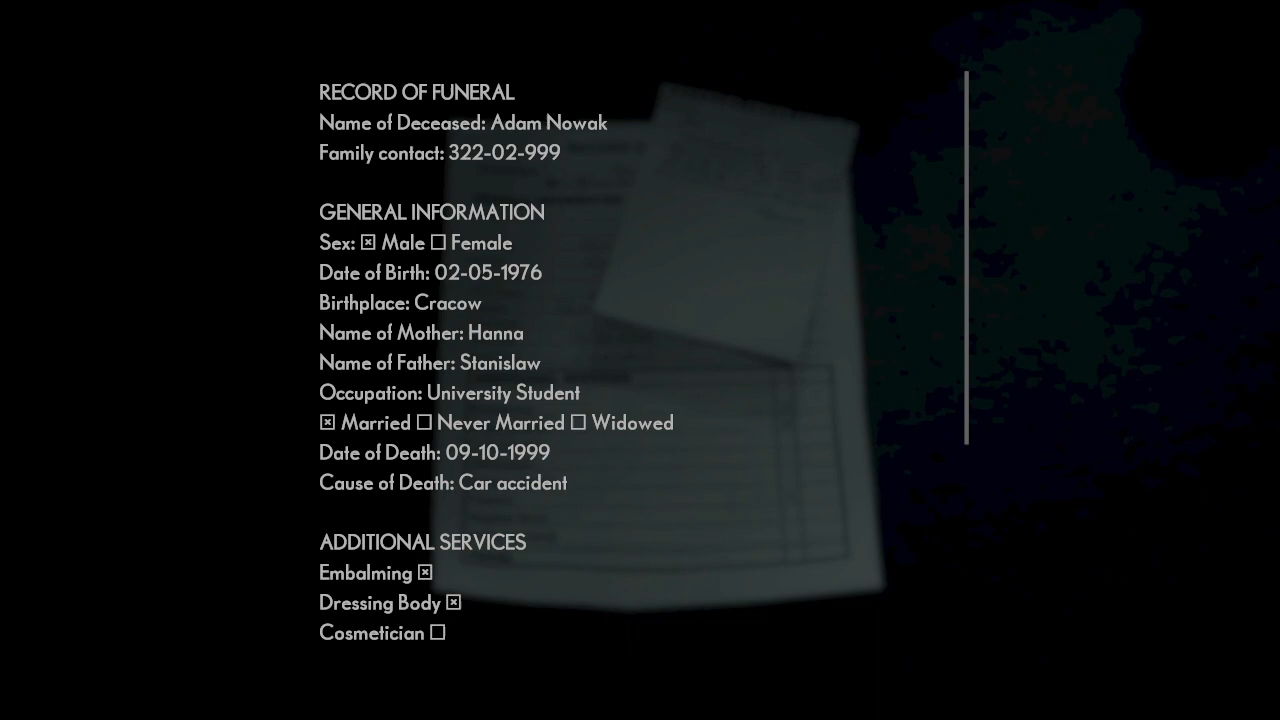 RECORD OF FUNERAL
Name of Deceased: Adam Nowak
Family contact: 322-02-999
GENERAL INFORMATION
Sex: ☒ Male ☐ Female
Date of Birth: 02-05-1976
Birthplace: Cracow
Name of Mother: Hanna
Name of Father: Stanislaw
Occupation: University Student
☒ Married ☐ Never Married ☐ Widowed
Date of Death: 09-10-1999
Cause of Death: Car accident
ADDITIONAL SERVICES
Embalming ☒
Dressing Body ☒
Cosmetician ☐